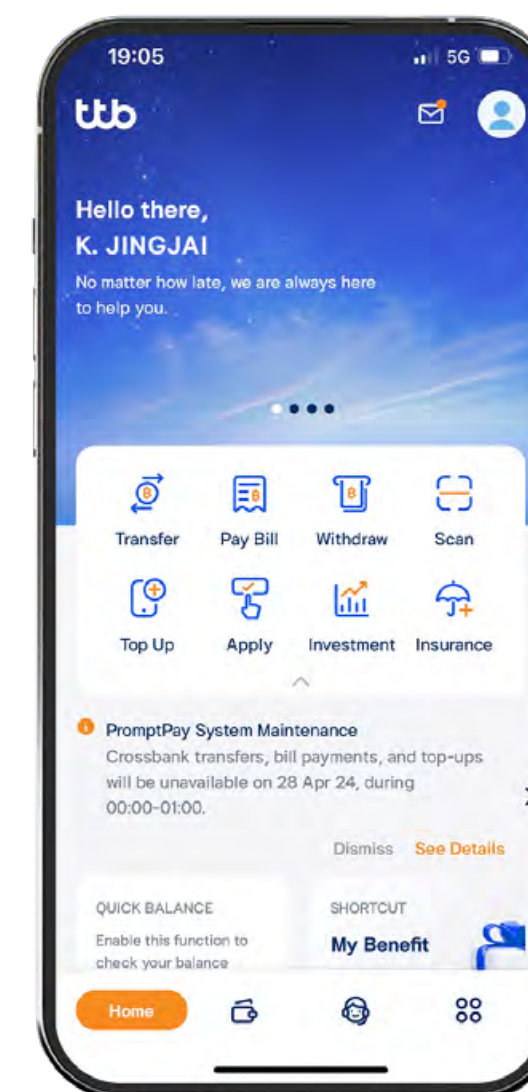 19:05
5G
ttb
Hello there,
K. JINGJAI
No matter how late, we are always here
to help you.
Transfer
Pay Bill
Withdraw
Scan
Top Up
Apply
Investment
Insurance
PromptPay System Maintenance
Crossbank transfers, bill payments, and top-ups
will be unavailable on 28 Apr 24, during
00:00-01:00.
Dismiss
See Details
QUICK BALANCE
Enable this function to
check your balance
SHORTCUT
My Benefit
Home